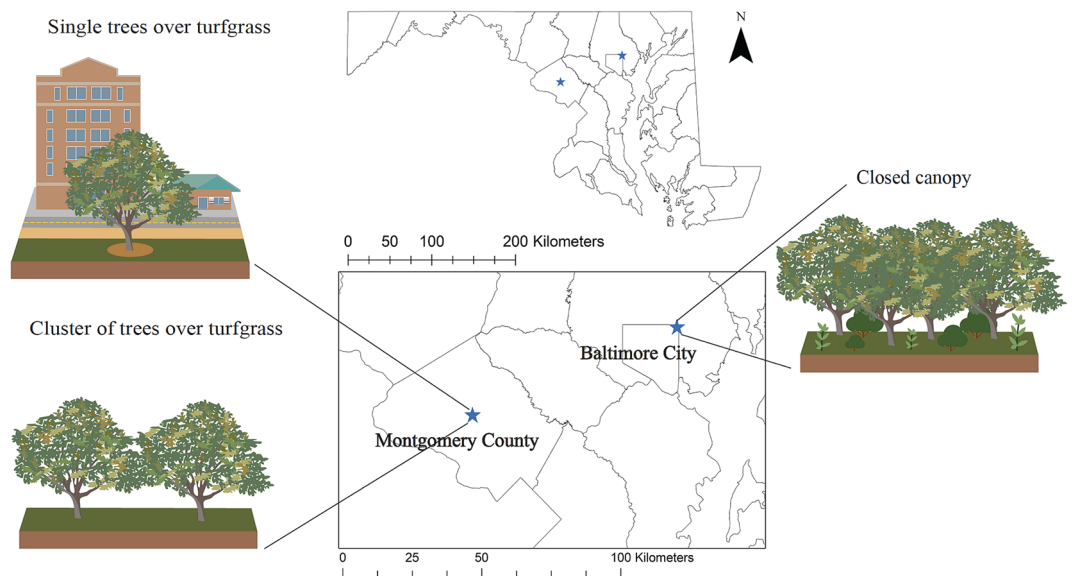 Single trees over turfgrass
N
Closed canopy
0 50 100 200 Kilometers
Cluster of trees over turfgrass
Baltimore City
Montgomery County
0 25 50 100 Kilometers